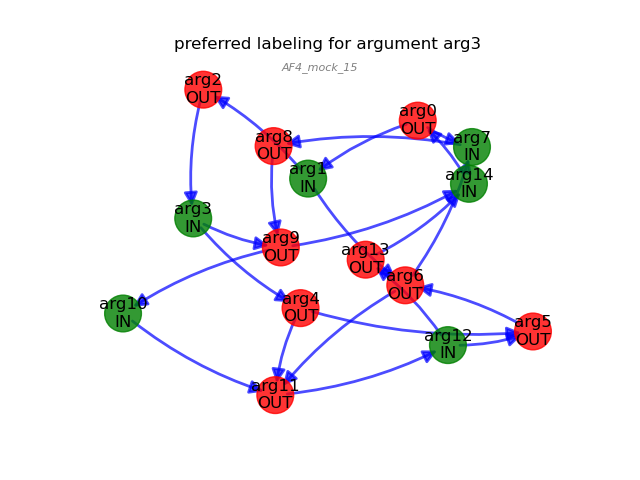 preferred labeling for argument arg3
AF4_mock_15
arg2
OUT
arg0
OUT
arg8
OUT
arg7
IN
arg1
IN
arg14
IN
arg3
IN
arg9
OUT
arg13
OUT
arg6
OUT
arg10
IN
arg4
OUT
arg12
IN
arg5
OUT
arg11
OUT